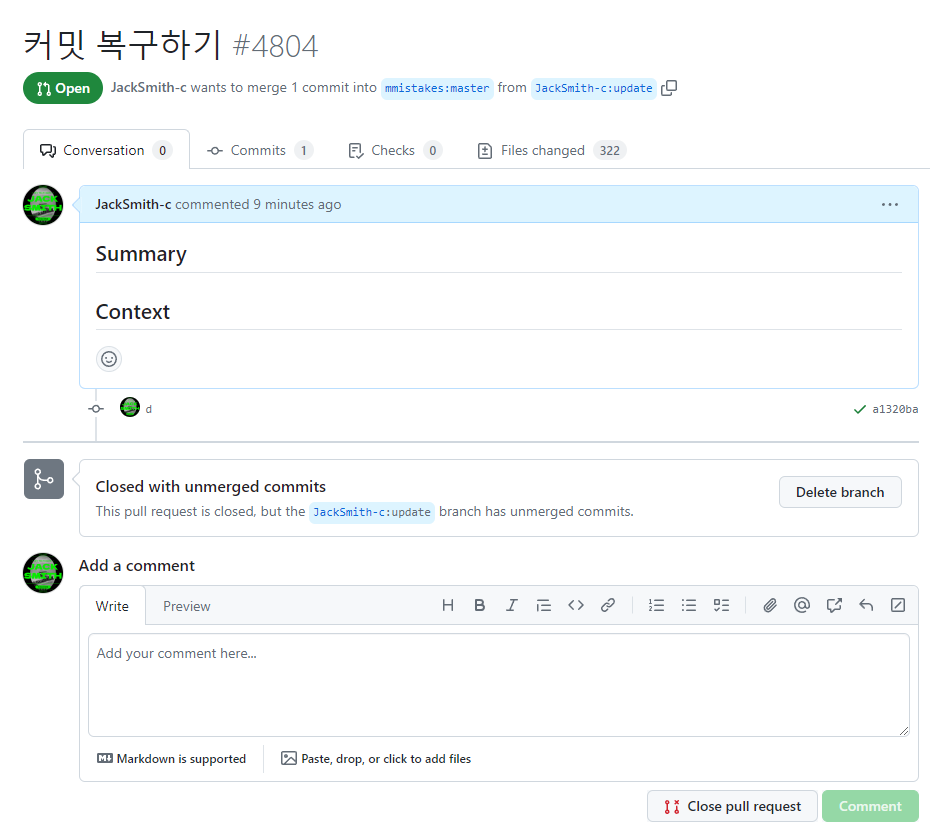 커밋 복구하기 #4804
Open JackSmith-c wants to merge 1 commit into mmistakes:master from JackSmith-c:update
Conversation 0 Commits 1 Checks 0 Files changed 322
JackSmith-c commented 9 minutes ago
Summary
Context
d a1320ba
Closed with unmerged commits
This pull request is closed, but the JackSmith-c:update branch has unmerged commits.
Delete branch
Add a comment
Write Preview
Add your comment here...
Markdown is supported Paste, drop, or click to add files
Close pull request Comment